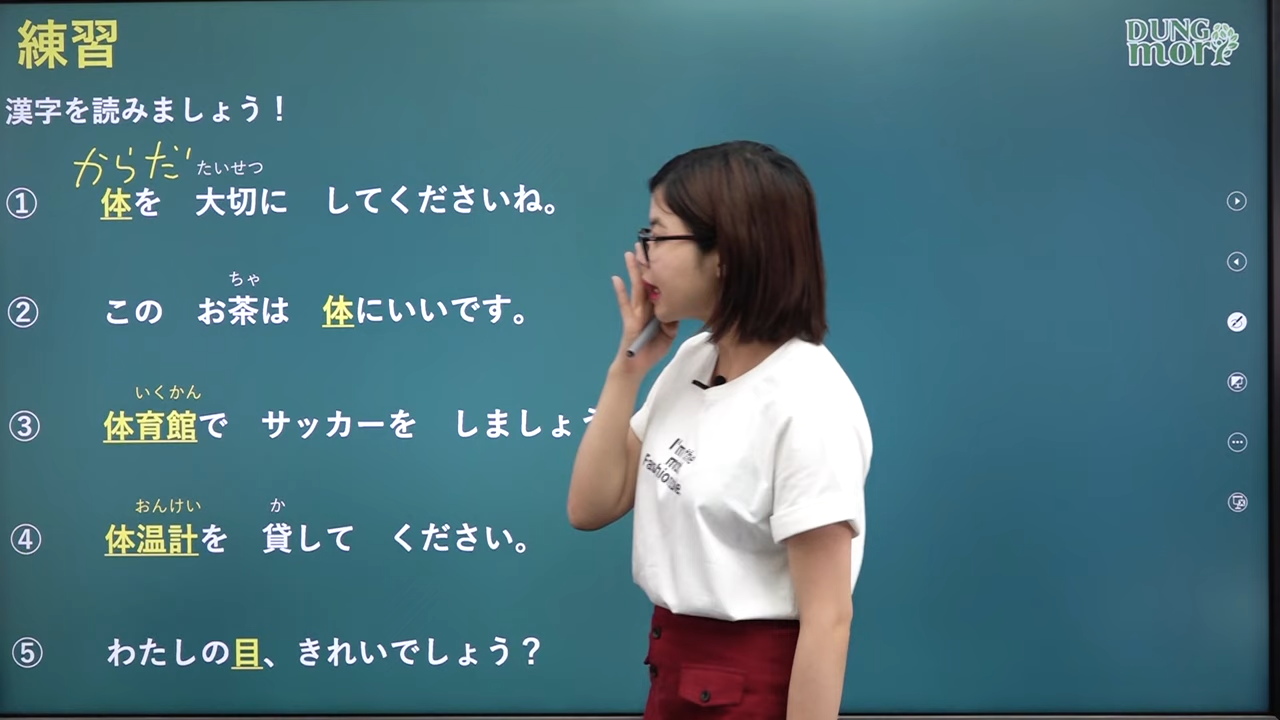 練習
DUNG
mori
漢字を読みましょう！
からだ たいせつ
① 体を 大切に してくださいね。
ちゃ
② この お茶は 体にいいです。
いくかん
③ 体育館で サッカーを しましょう
おんけい か
④ 体温計を 貸して ください。
⑤ わたしの目、きれいでしょう？
I'm the
Fashion